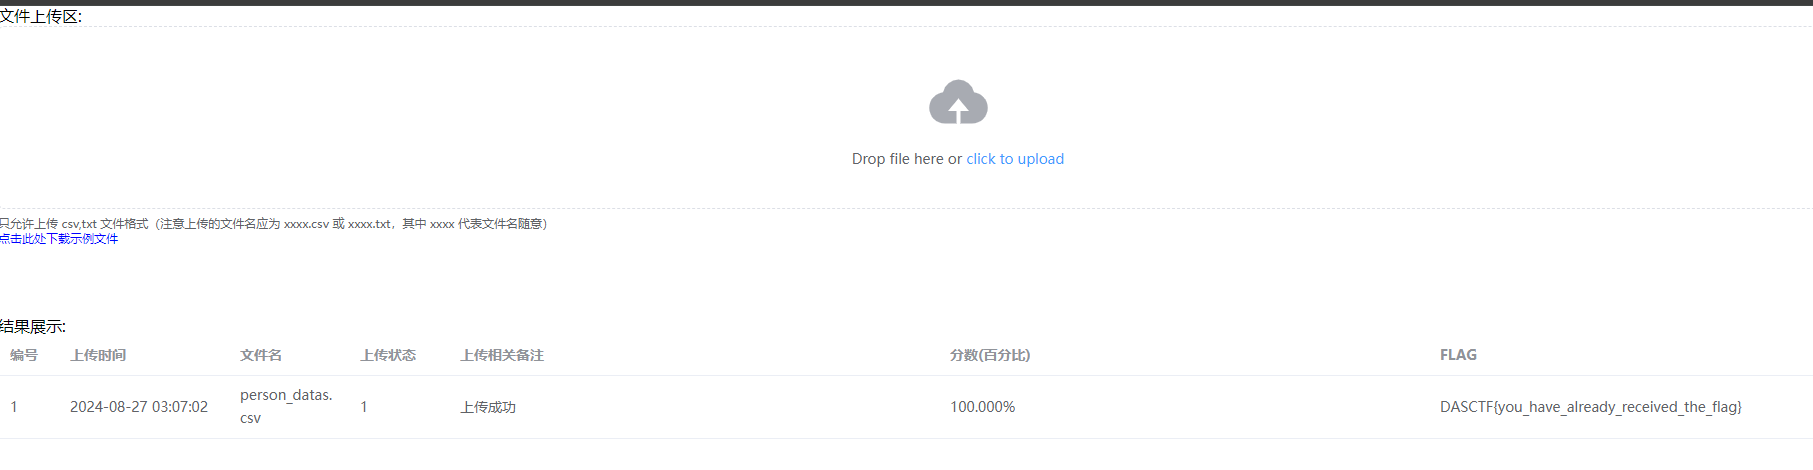 文件上传区:
Drop file here or click to upload
只允许上传 csv,txt 文件格式（注意上传的文件名应为 xxxx.csv 或 xxxx.txt，其中 xxxx 代表文件名随意）
点击此处下载示例文件
结果展示:
编号 上传时间 文件名 上传状态 上传相关备注 分数(百分比) FLAG
1 2024-08-27 03:07:02 person_datas.csv 1 上传成功 100.000% DASCTF{you_have_already_received_the_flag}